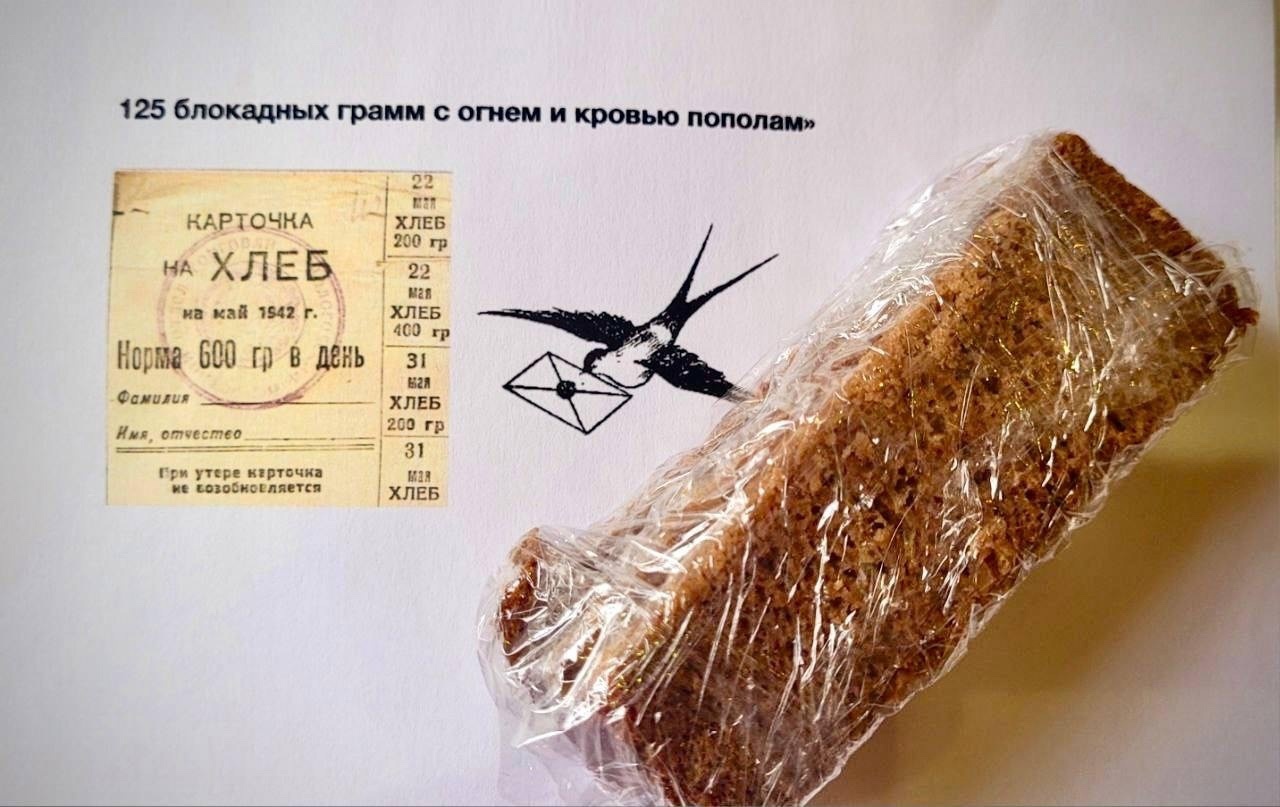 125 блокадных грамм с огнем и кровью пополам»
КАРТОЧКА
НА ХЛЕБ
на май 1942 г.
Норма 600 гр в день
Фамилия
Имя, отчество
При утере карточка
не возобновляется
22
мая
ХЛЕБ
200 гр
22
мая
ХЛЕБ
400 гр
31
мая
ХЛЕБ
200 гр
31
мая
ХЛЕБ